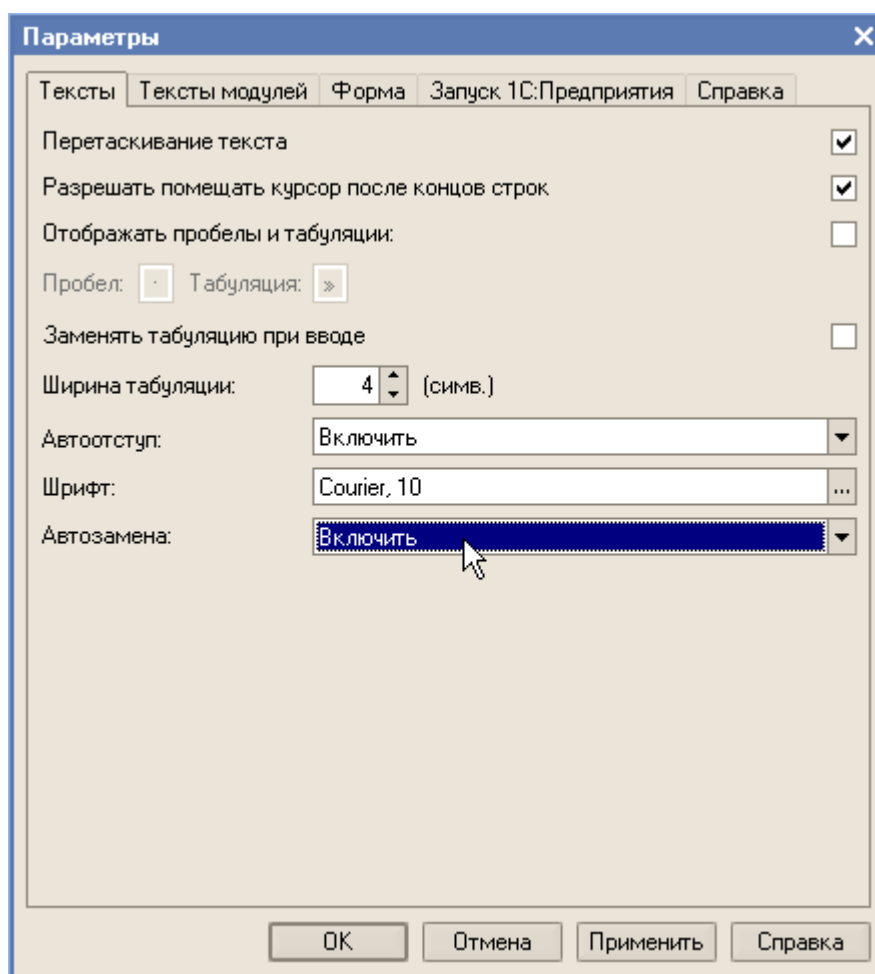 Параметры
Тексты Тексты модулей Форма Запуск 1С:Предприятия Справка
Перетаскивание текста
Разрешать помещать курсор после концов строк
Отображать пробелы и табуляции:
Пробел: · Табуляция: »
Заменять табуляцию при вводе
Ширина табуляции: 4 (симв.)
Автоотступ: Включить
Шрифт: Courier, 10 ...
Автозамена: Включить
ОК Отмена Применить Справка